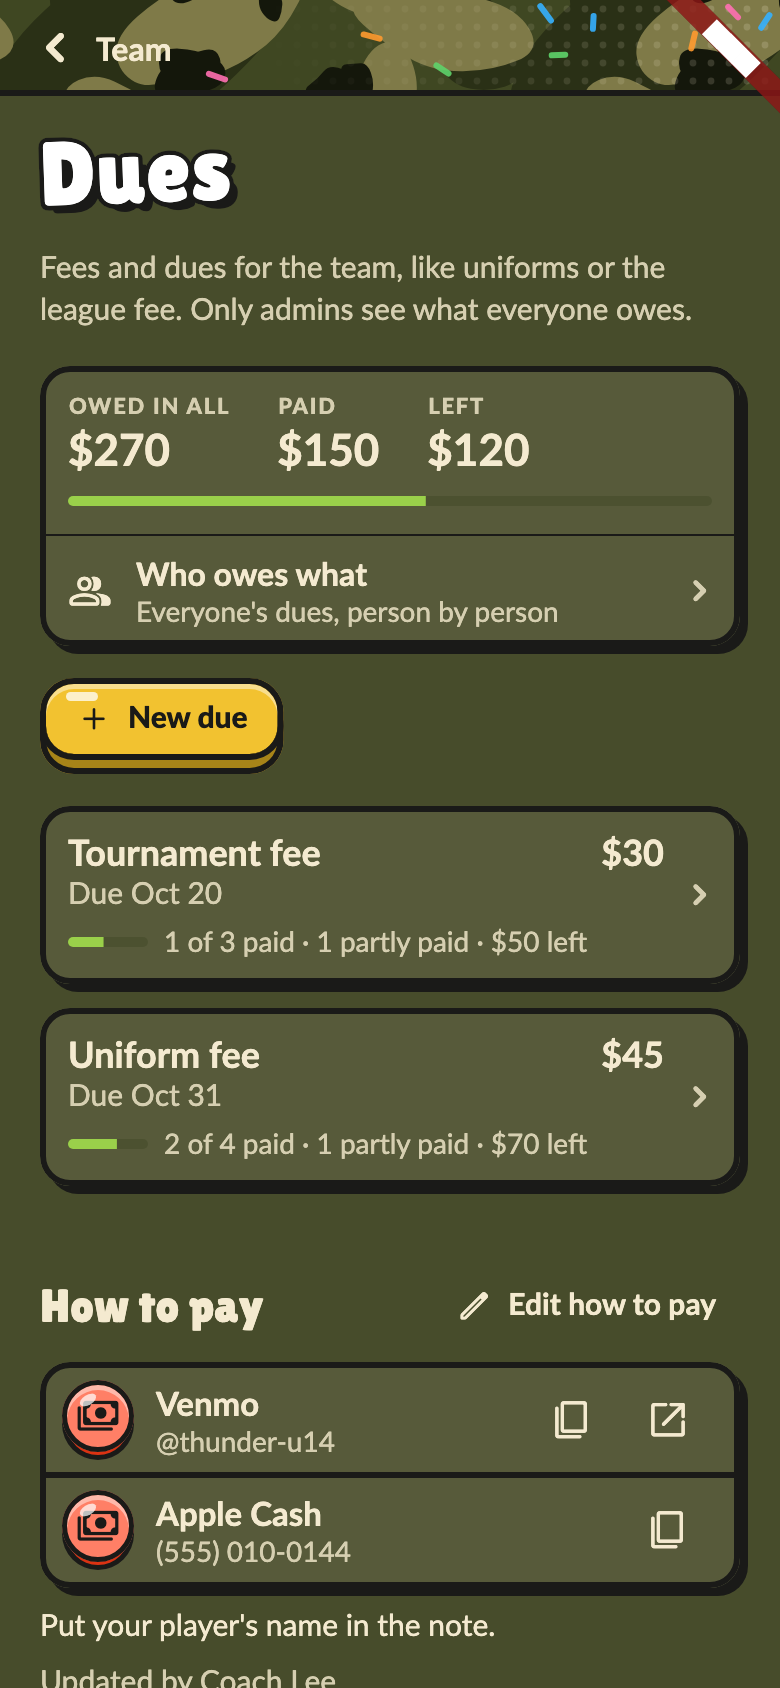 Team
Dues
Fees and dues for the team, like uniforms or the
league fee. Only admins see what everyone owes.
OWED IN ALL PAID LEFT
$270 $150 $120
Who owes what
Everyone's dues, person by person
+ New due
Tournament fee $30
Due Oct 20
1 of 3 paid · 1 partly paid · $50 left
Uniform fee $45
Due Oct 31
2 of 4 paid · 1 partly paid · $70 left
How to pay Edit how to pay
Venmo
@thunder-u14
Apple Cash
(555) 010-0144
Put your player's name in the note.
Updated by Coach Lee